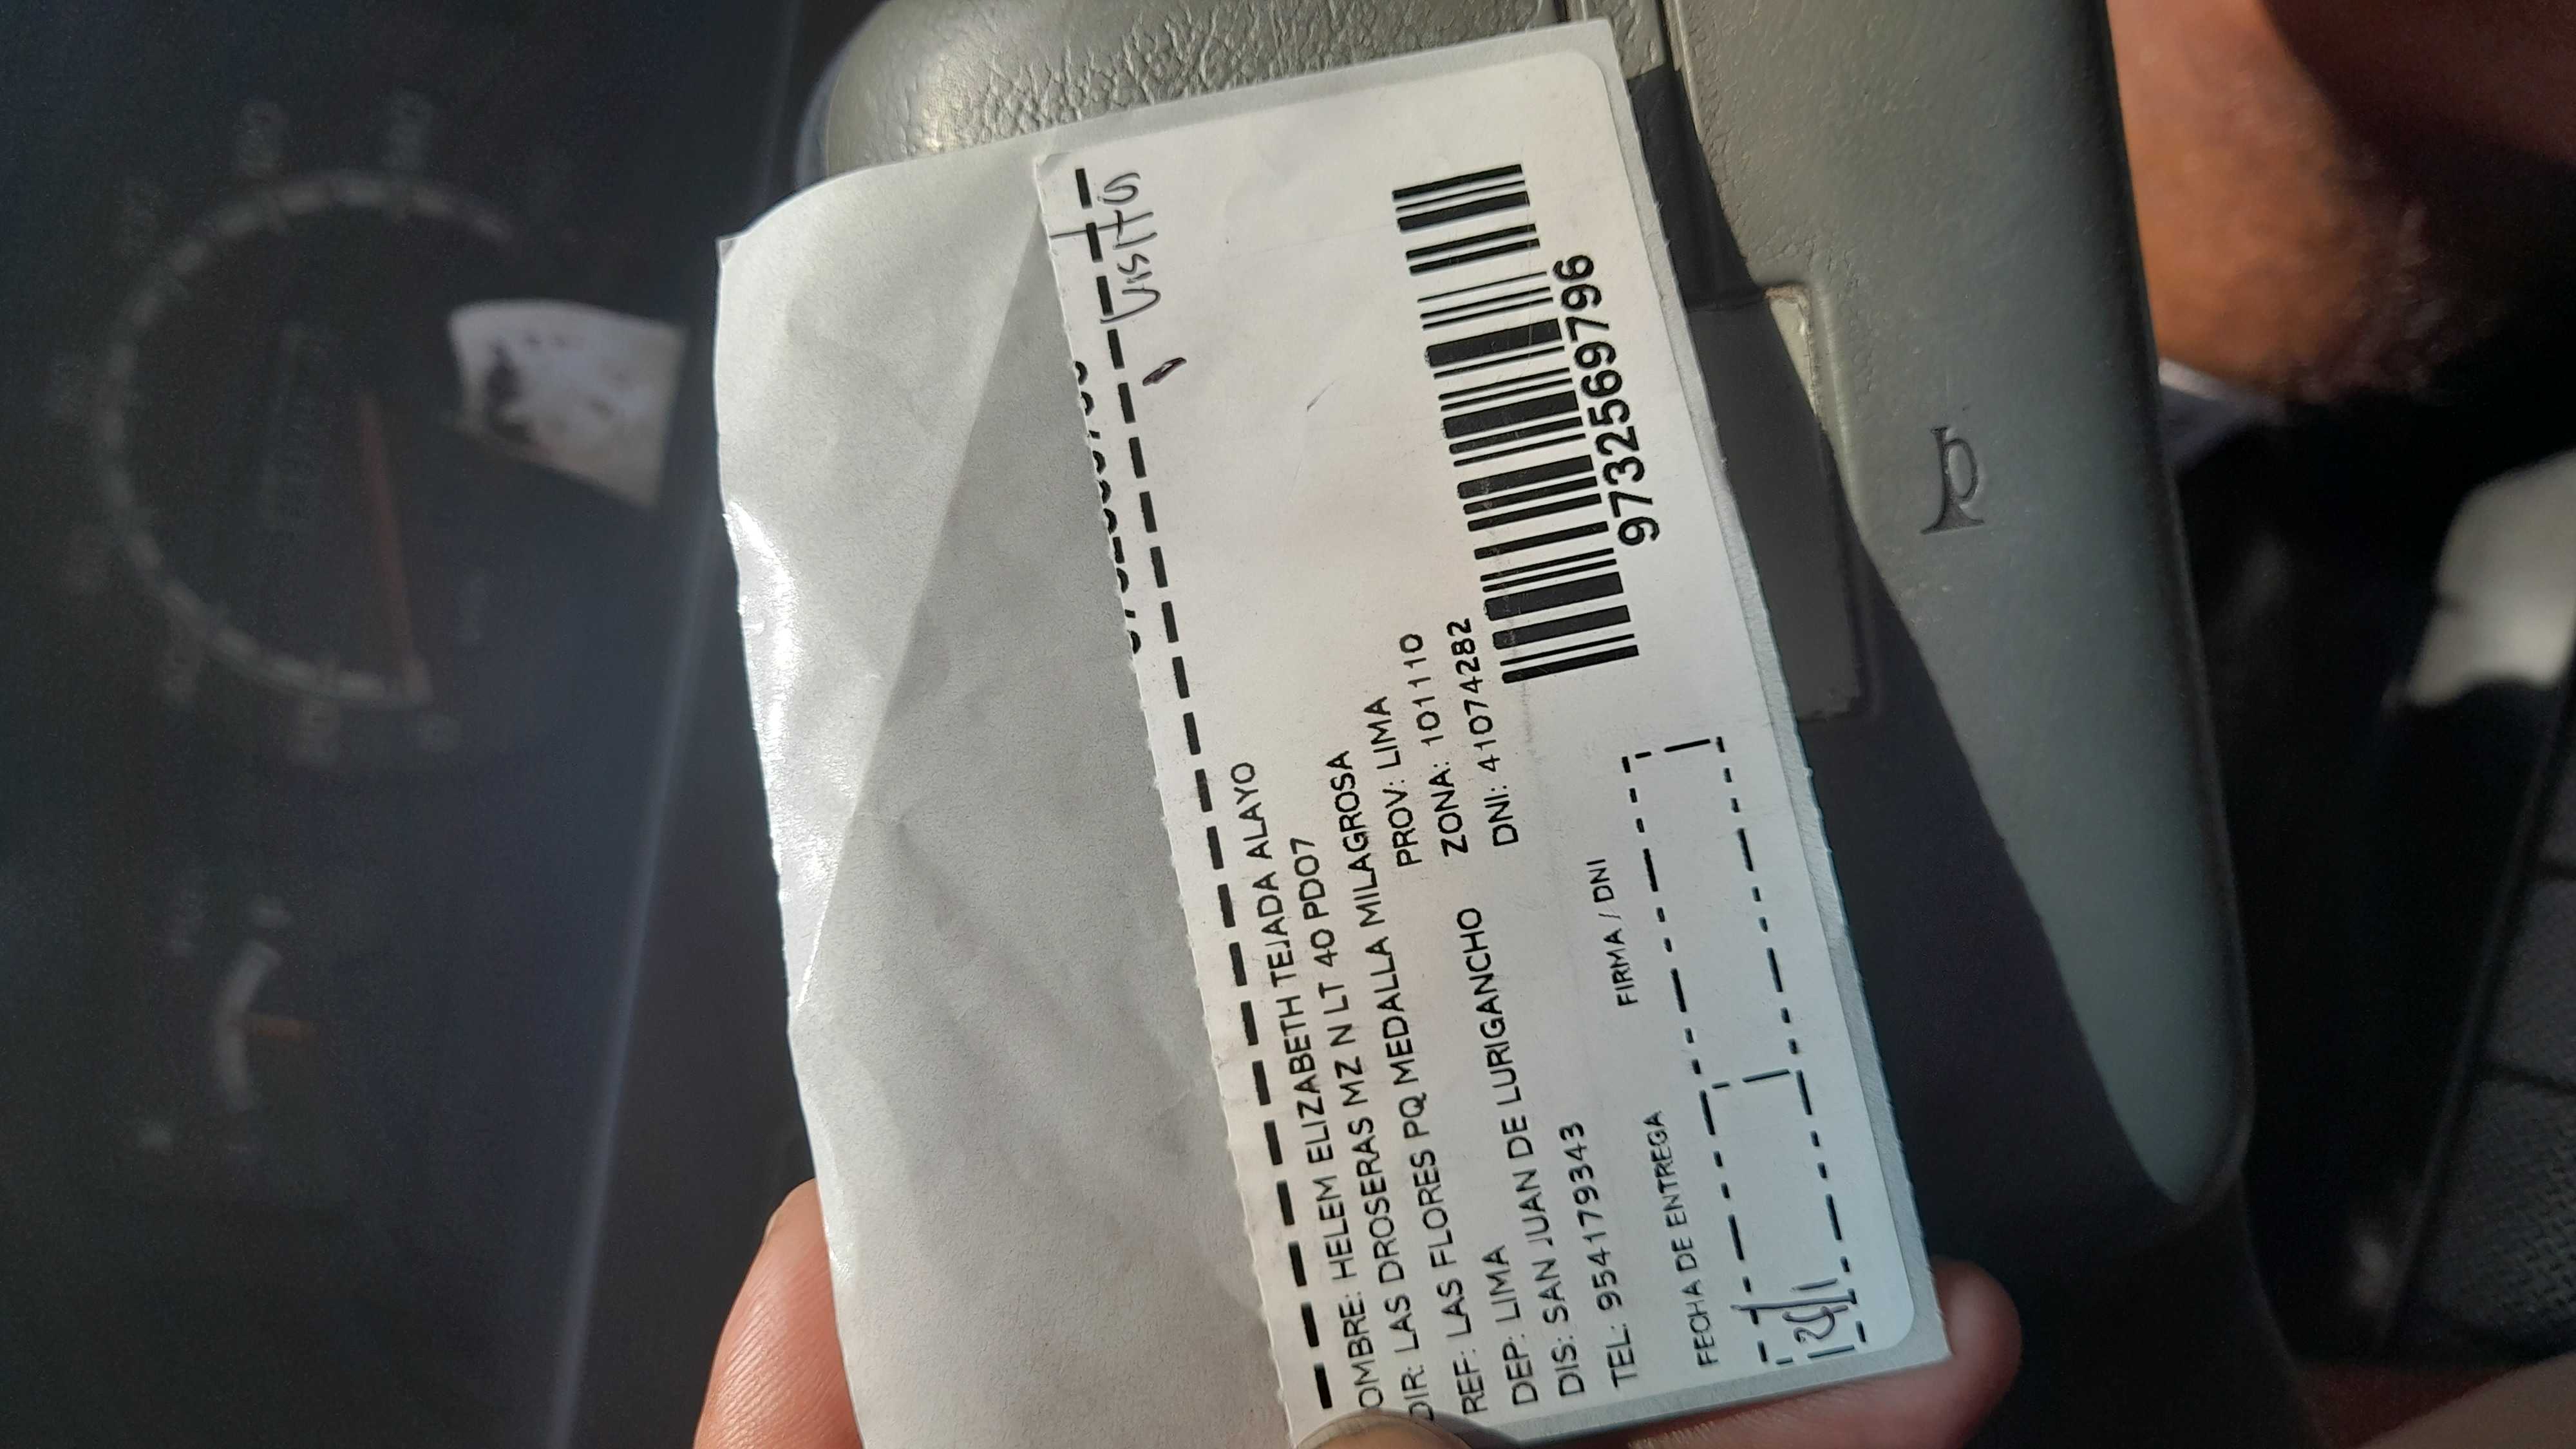 Visita
OMBRE: HELEM ELIZABETH TEJADA ALAYO
DIR: LAS DROSERAS MZ N LT 40 PDO7
REF: LAS FLORES PQ MEDALLA MILAGROSA
DEP: LIMA PROV: LIMA
DIS: SAN JUAN DE LURIGANCHO ZONA: 101110
TEL: 954179343 DNI: 41074282
9732569796
FECHA DE ENTREGA FIRMA / DNI